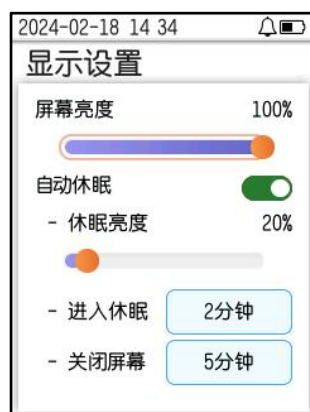 2024-02-18 14 34
显示设置
屏幕亮度 100%
自动休眠
- 休眠亮度 20%
- 进入休眠 2分钟
- 关闭屏幕 5分钟